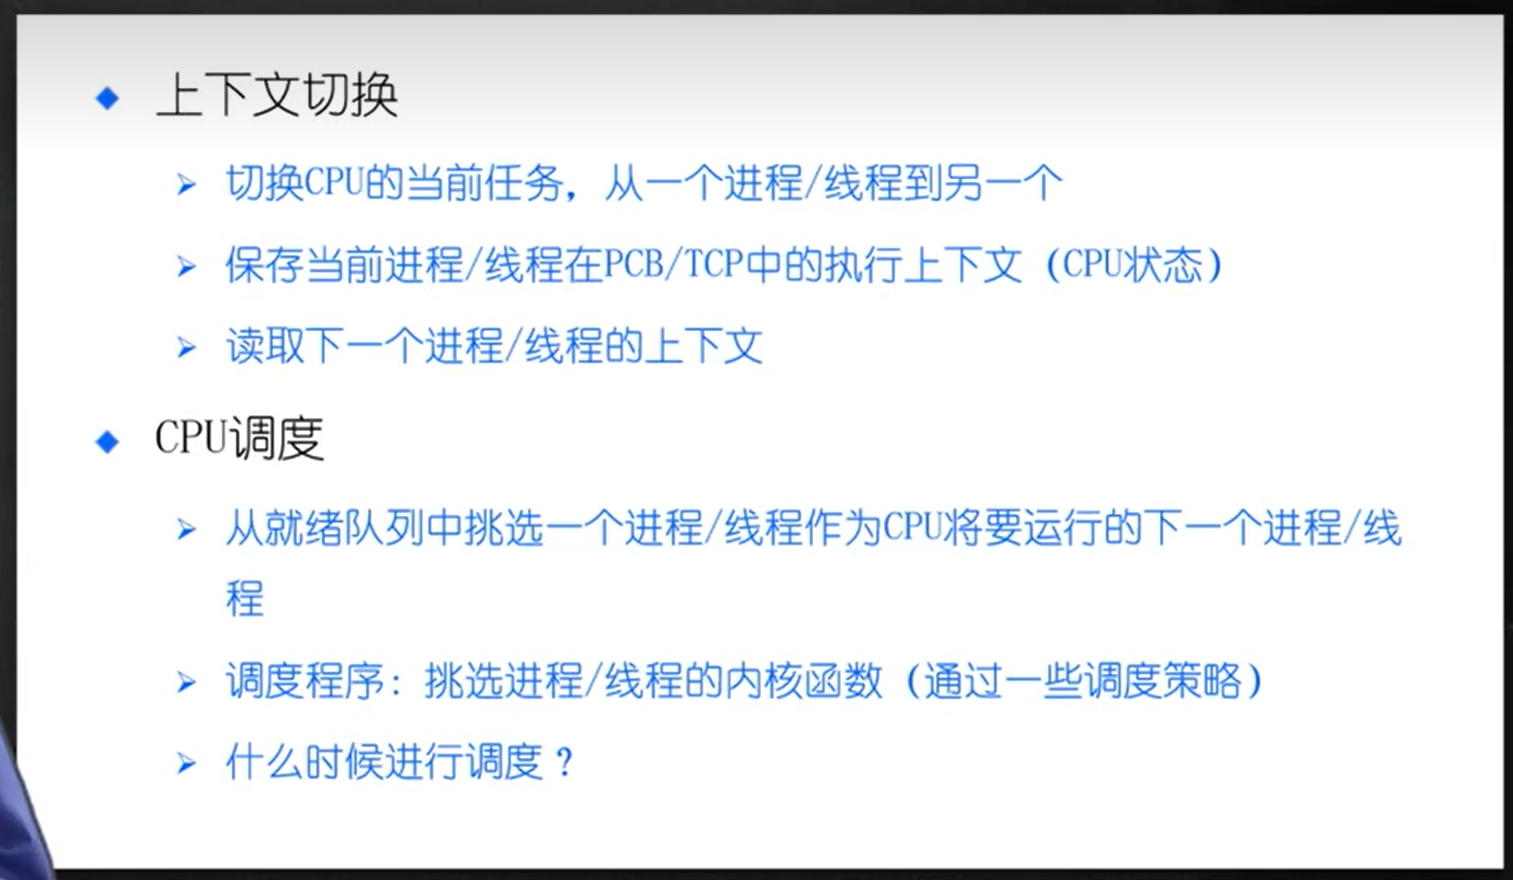 上下文切换
切换CPU的当前任务，从一个进程/线程到另一个
保存当前进程/线程在PCB/TCP中的执行上下文（CPU状态）
读取下一个进程/线程的上下文
CPU调度
从就绪队列中挑选一个进程/线程作为CPU将要运行的下一个进程/线
程
调度程序：挑选进程/线程的内核函数（通过一些调度策略）
什么时候进行调度？